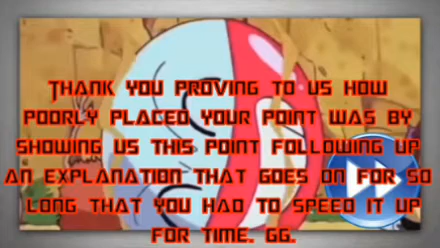 Thank you proving to us how
poorly placed your point was by
showing us this point following up
an explanation that goes on for so
long that you had to speed it up
for time. GG.